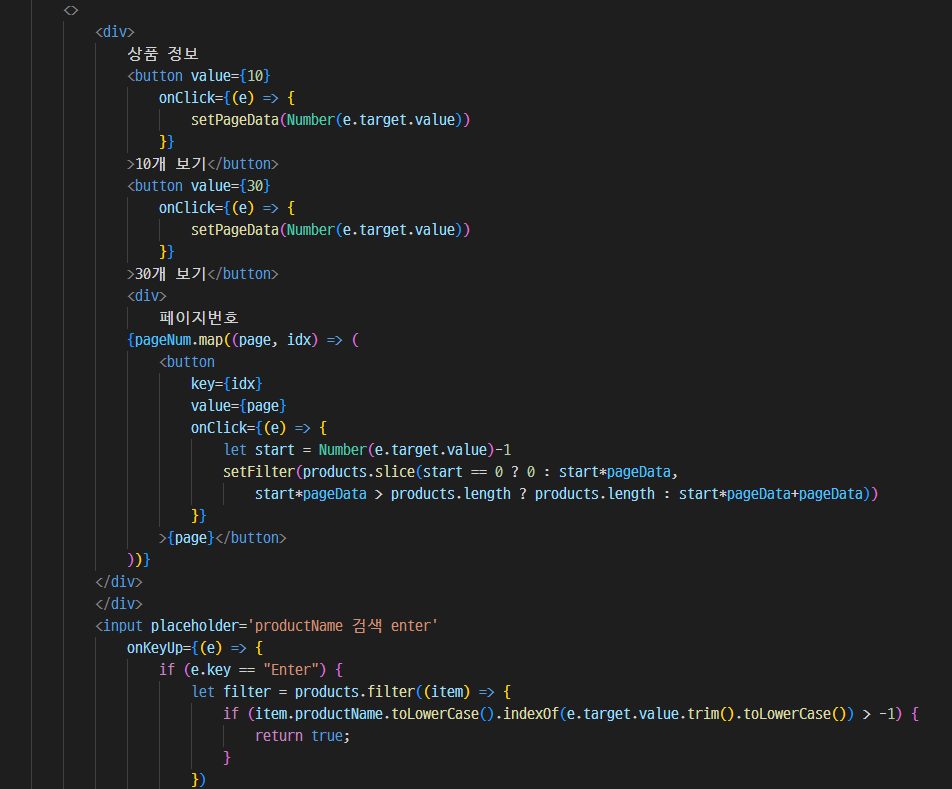 <>
<div>
상품 정보
<button value={10}
onClick={(e) => {
setPageData(Number(e.target.value))
}}
>10개 보기</button>
<button value={30}
onClick={(e) => {
setPageData(Number(e.target.value))
}}
>30개 보기</button>
<div>
페이지번호
{pageNum.map((page, idx) => (
<button
key={idx}
value={page}
onClick={(e) => {
let start = Number(e.target.value)-1
setFilter(products.slice(start == 0 ? 0 : start*pageData,
start*pageData > products.length ? products.length : start*pageData+pageData))
}}
>{page}</button>
))}
</div>
</div>
<input placeholder='productName 검색 enter'
onKeyUp={(e) => {
if (e.key == "Enter") {
let filter = products.filter((item) => {
if (item.productName.toLowerCase().indexOf(e.target.value.trim().toLowerCase()) > -1) {
return true;
}
})